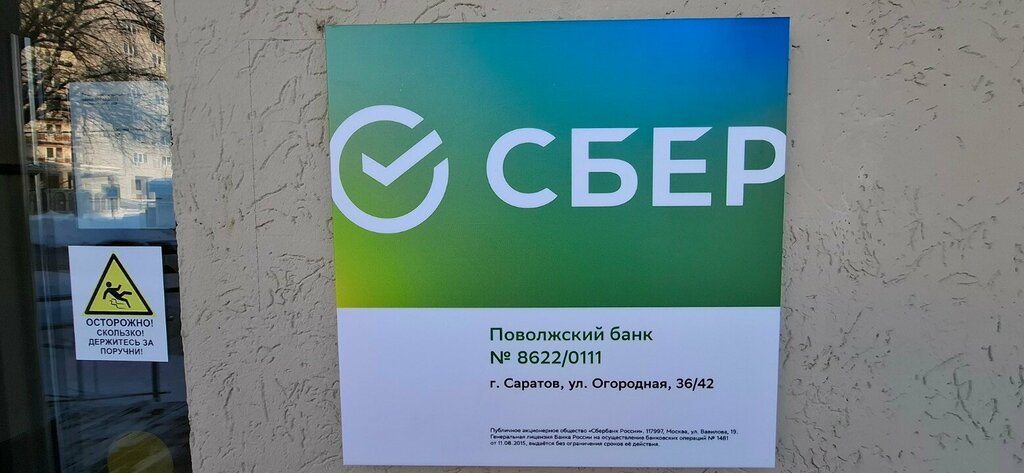 СБЕР
Поволжский банк
№ 8622/0111
г. Саратов, ул. Огородная, 36/42
Публичное акционерное общество «Сбербанк России», 117997, Москва, ул. Вавилова, 19.
Генеральная лицензия Банка России на осуществление банковских операций № 1481
от 11.08.2015, выдаётся без ограничения сроков её действия.
ОСТОРОЖНО!
СКОЛЬЗКО!
ДЕРЖИТЕСЬ ЗА
ПОРУЧНИ!